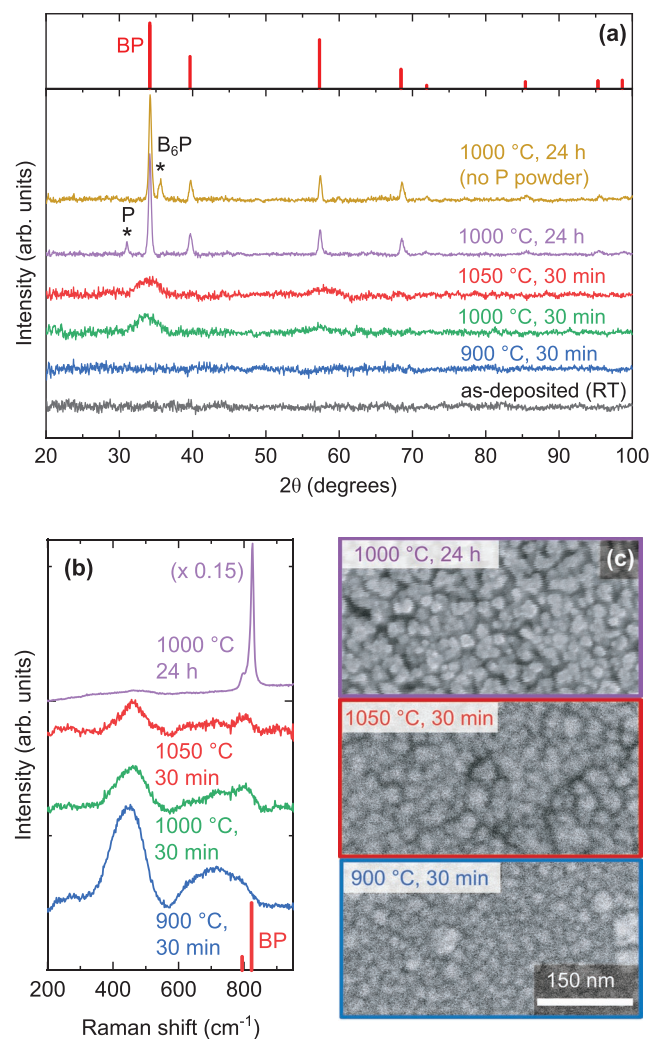 (a)
BP
B₆P
*
1000 °C, 24 h
(no P powder)
P
*
1000 °C, 24 h
1050 °C, 30 min
1000 °C, 30 min
900 °C, 30 min
as-deposited (RT)
Intensity (arb. units)
20 30 40 50 60 70 80 90 100
2θ (degrees)
(b)
(x 0.15)
1000 °C
24 h
1050 °C
30 min
1000 °C,
30 min
900 °C,
30 min
BP
Intensity (arb. units)
200 400 600 800
Raman shift (cm⁻¹)
1000 °C, 24 h
(c)
1050 °C, 30 min
900 °C, 30 min
150 nm